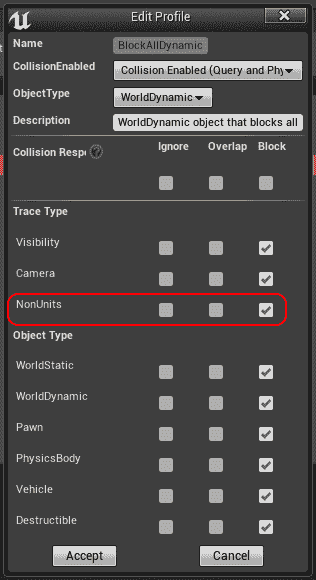 Edit Profile
Name BlockAllDynamic
CollisionEnabled Collision Enabled (Query and Phy
ObjectType WorldDynamic
Description WorldDynamic object that blocks all
Collision Respo ? Ignore Overlap Block
Trace Type
Visibility
Camera
NonUnits
Object Type
WorldStatic
WorldDynamic
Pawn
PhysicsBody
Vehicle
Destructible
Accept Cancel